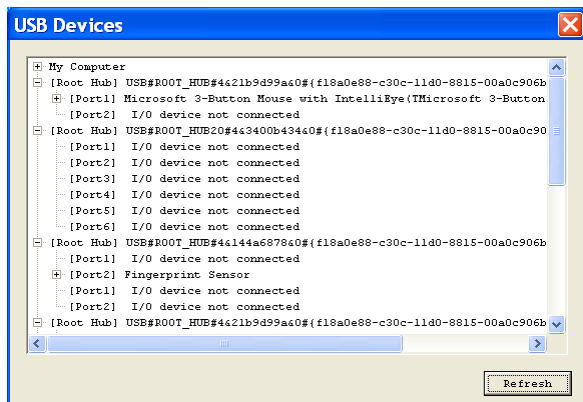 USB Devices
My Computer
[Root Hub] USB#ROOT_HUB#4&21b9d99a&0#{f18a0e88-c30c-11d0-8815-00a0c906b
[Port1] Microsoft 3-Button Mouse with IntelliEye(TMicrosoft 3-Button
[Port2] I/O device not connected
[Root Hub] USB#ROOT_HUB20#4&3400b434&0#{f18a0e88-c30c-11d0-8815-00a0c90
[Port1] I/O device not connected
[Port2] I/O device not connected
[Port3] I/O device not connected
[Port4] I/O device not connected
[Port5] I/O device not connected
[Port6] I/O device not connected
[Root Hub] USB#ROOT_HUB#4&144a6878&0#{f18a0e88-c30c-11d0-8815-00a0c906b
[Port1] I/O device not connected
[Port2] Fingerprint Sensor
[Port1] I/O device not connected
[Port2] I/O device not connected
[Root Hub] USB#ROOT_HUB#4&21b9d99a&0#{f18a0e88-c30c-11d0-8815-00a0c906b
Refresh